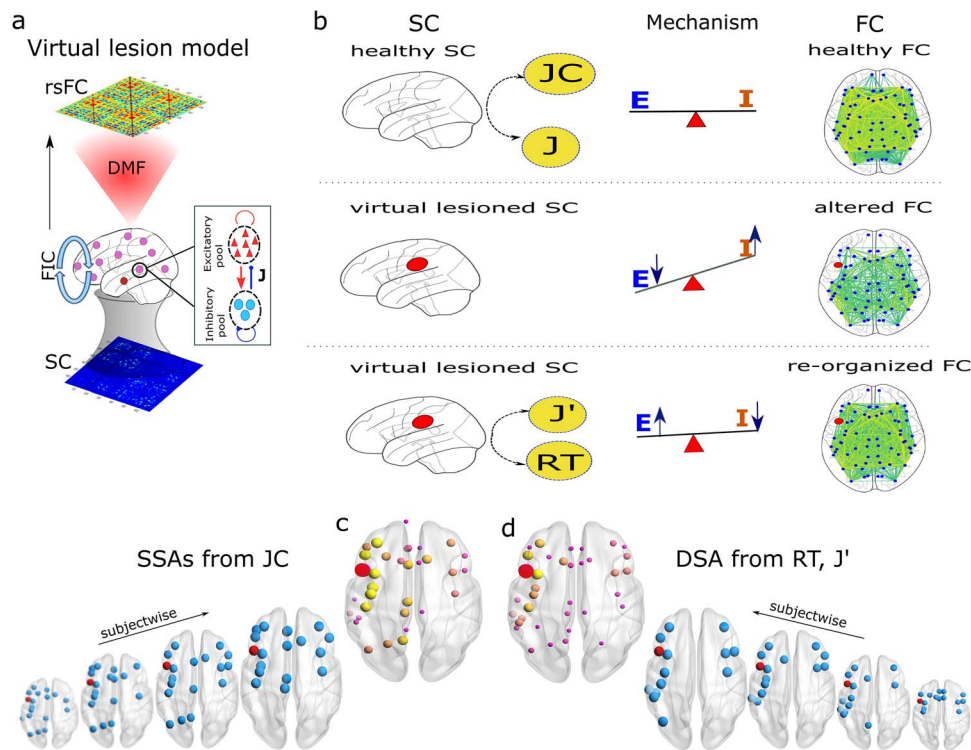 a
Virtual lesion model
rsFC
DMF
FIC
Excitatory
pool
J
Inhibitory
pool
SC
b
SC
Mechanism
FC
healthy SC
healthy FC
JC
J
E
I
virtual lesioned SC
altered FC
E
I
virtual lesioned SC
re-organized FC
J'
RT
E
I
c
SSAs from JC
subjectwise
d
DSA from RT, J'
subjectwise